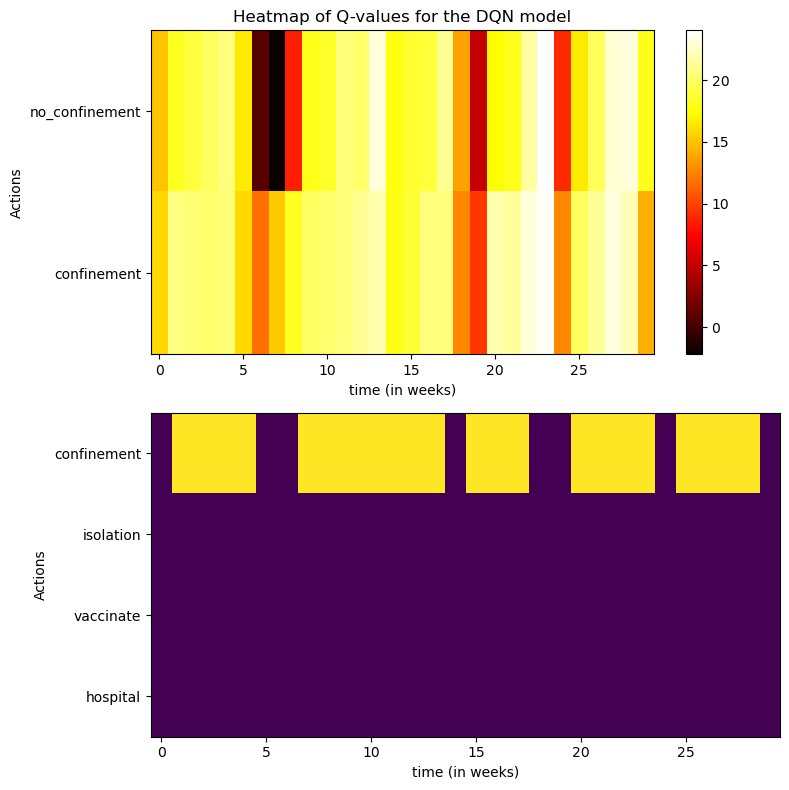 Heatmap of Q-values for the DQN model
no_confinement
confinement
Actions
0 5 10 15 20 25
time (in weeks)
20
15
10
5
0
confinement
isolation
vaccinate
hospital
Actions
0 5 10 15 20 25
time (in weeks)